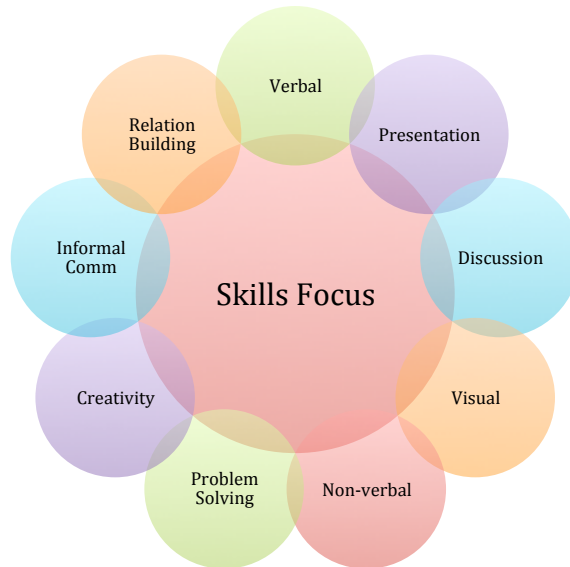 Verbal
Presentation
Discussion
Visual
Non-verbal
Problem
Solving
Creativity
Informal
Comm
Relation
Building
Skills Focus